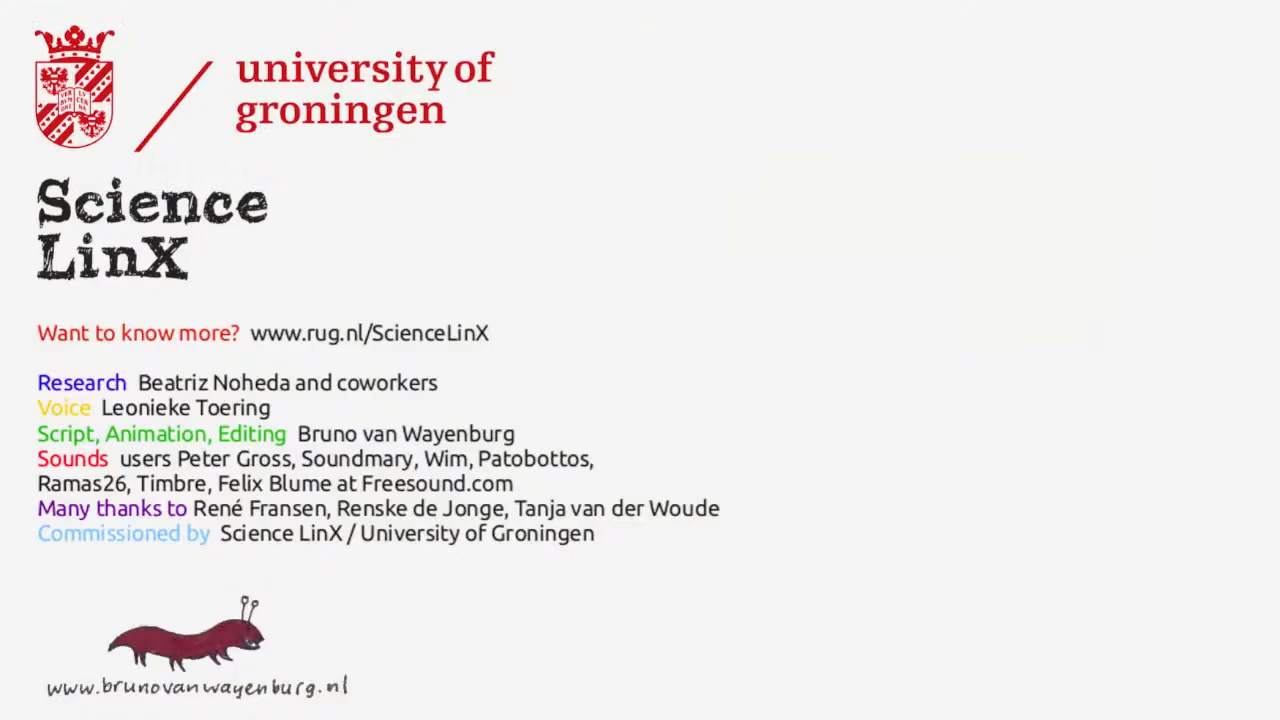 university of
groningen
Science
LinX
Want to know more? www.rug.nl/ScienceLinX
Research Beatriz Noheda and coworkers
Voice Leonieke Toering
Script, Animation, Editing Bruno van Wayenburg
Sounds users Peter Gross, Soundmary, Wim, Patobottos,
Ramas26, Timbre, Felix Blume at Freesound.com
Many thanks to René Fransen, Renske de Jonge, Tanja van der Woude
Commissioned by Science LinX / University of Groningen
www.brunovanwayenburg.nl